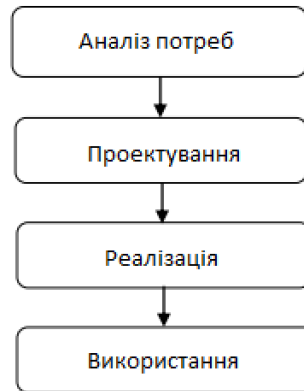 Аналіз потреб
Проектування
Реалізація
Використання